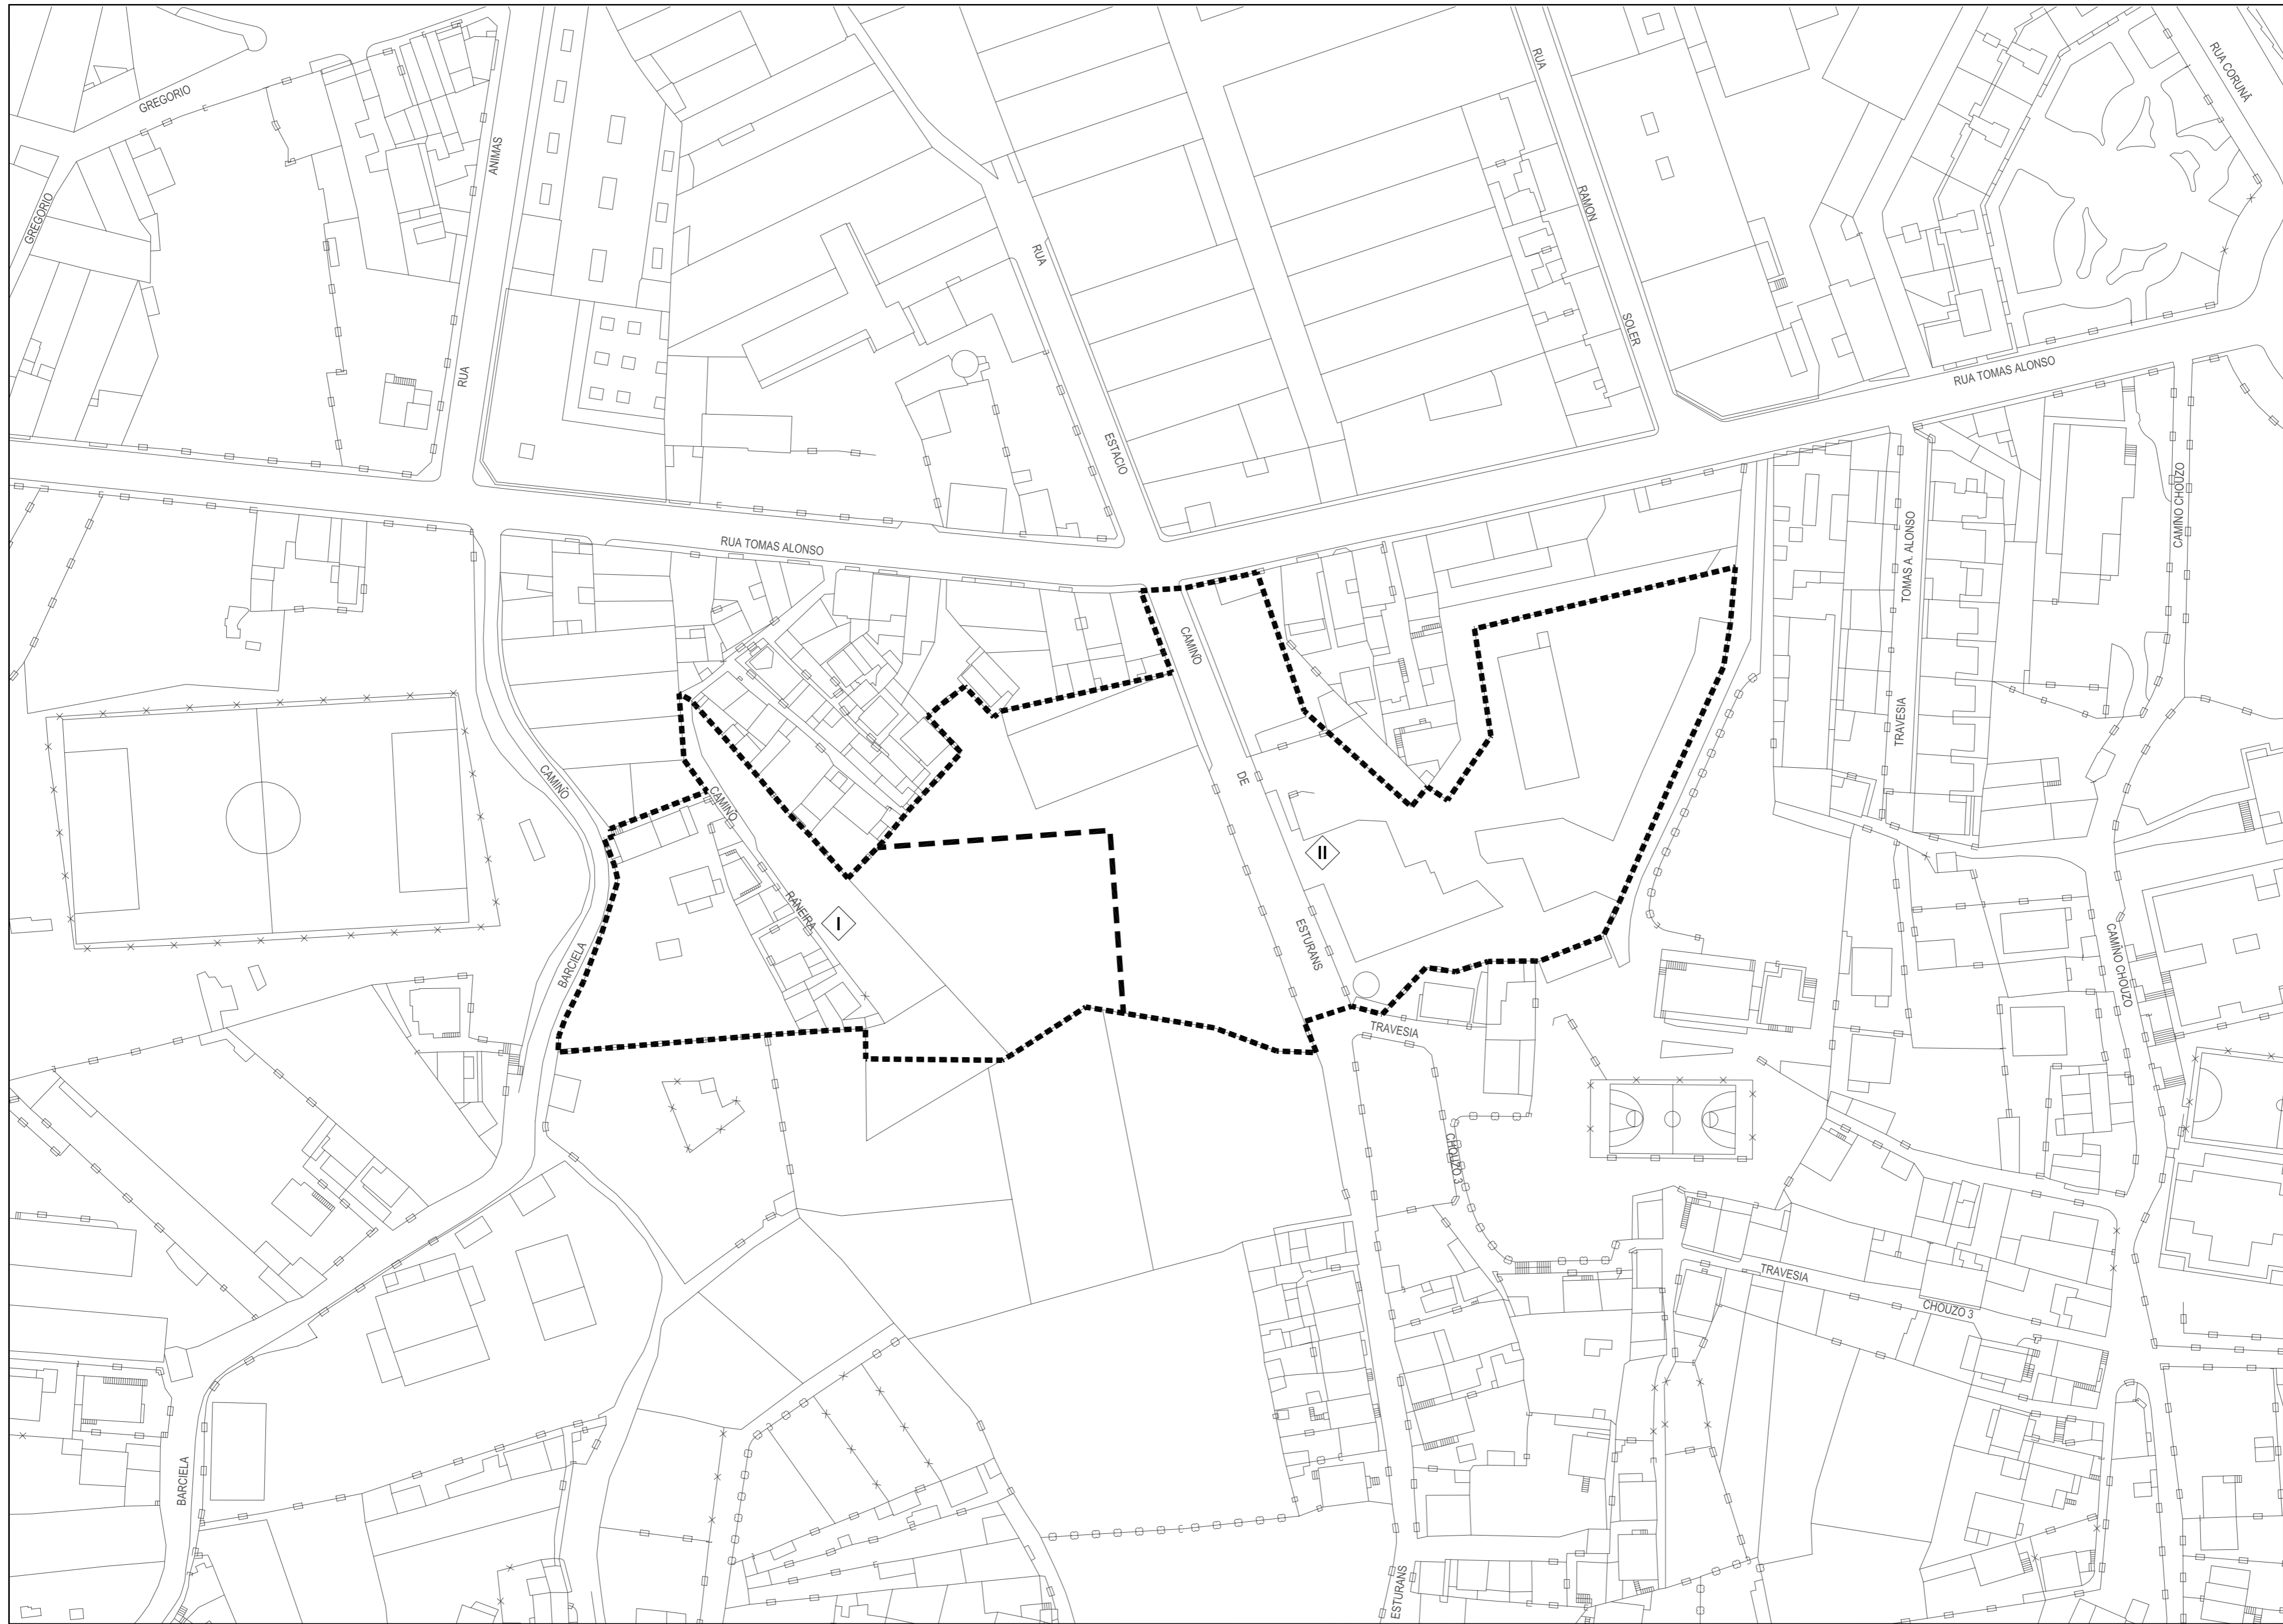 GREGORIO
RUA CORUÑA
RUA
GREGORIO
ANIMAS
RAMON
RUA
SOLER
RUA
RUA TOMAS ALONSO
ESTACIO
CAMIÑO CHOUZO
RUA TOMAS ALONSO
TOMAS A. ALONSO
CAMIÑO
TRAVESIA
CAMIÑO
DE
CAMIÑO
II
RANEIRA
I
ESTURANS
BARCIELA
CAMIÑO CHOUZO
TRAVESIA
CHOUZO 3
TRAVESIA
CHOUZO 3
BARCIELA
ESTURANS